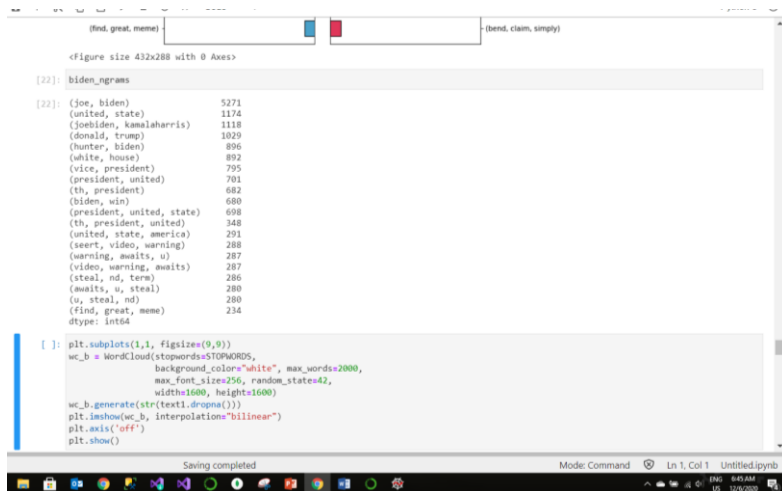 (find, great, meme)
(bend, claim, simply)
<Figure size 432x288 with 0 Axes>
[22]: biden_ngrams
[22]: (joe, biden) 5271
(united, state) 1174
(joebiden, kamalaharris) 1118
(donald, trump) 1029
(hunter, biden) 896
(white, house) 892
(vice, president) 795
(president, united) 701
(th, president) 682
(biden, win) 680
(president, united, state) 698
(th, president, united) 348
(united, state, america) 291
(seert, video, warning) 288
(warning, awaits, u) 287
(video, warning, awaits) 287
(steal, nd, term) 286
(awaits, u, steal) 280
(u, steal, nd) 280
(find, great, meme) 234
dtype: int64
[ ]: plt.subplots(1,1, figsize=(9,9))
wc_b = WordCloud(stopwords=STOPWORDS,
background_color="white", max_words=2000,
max_font_size=256, random_state=42,
width=1600, height=1600)
wc_b.generate(str(text1.dropna()))
plt.imshow(wc_b, interpolation="bilinear")
plt.axis('off')
plt.show()
Saving completed
Mode: Command
Ln 1, Col 1 Untitled.ipynb
ENG 6:45 AM
US 12/6/2020